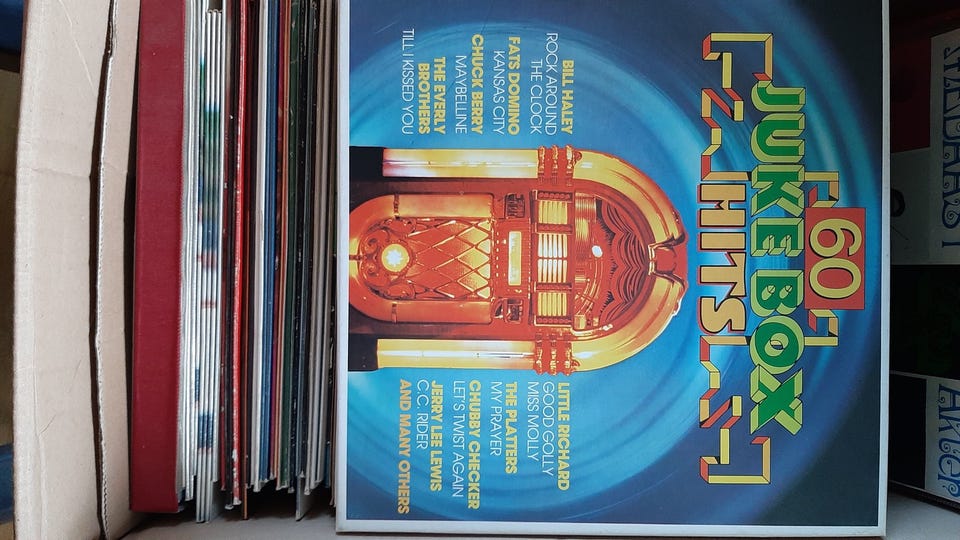 60
JUKE BOX
HITS
BILL HALEY
ROCK AROUND
THE CLOCK
FATS DOMINO
KANSAS CITY
CHUCK BERRY
MAYBELLINE
THE EVERLY
BROTHERS
TILL I KISSED YOU
LITTLE RICHARD
GOOD GOLLY
MISS MOLLY
THE PLATTERS
MY PRAYER
CHUBBY CHECKER
LET'S TWIST AGAIN
JERRY LEE LEWIS
C.C. RIDER
AND MANY OTHERS